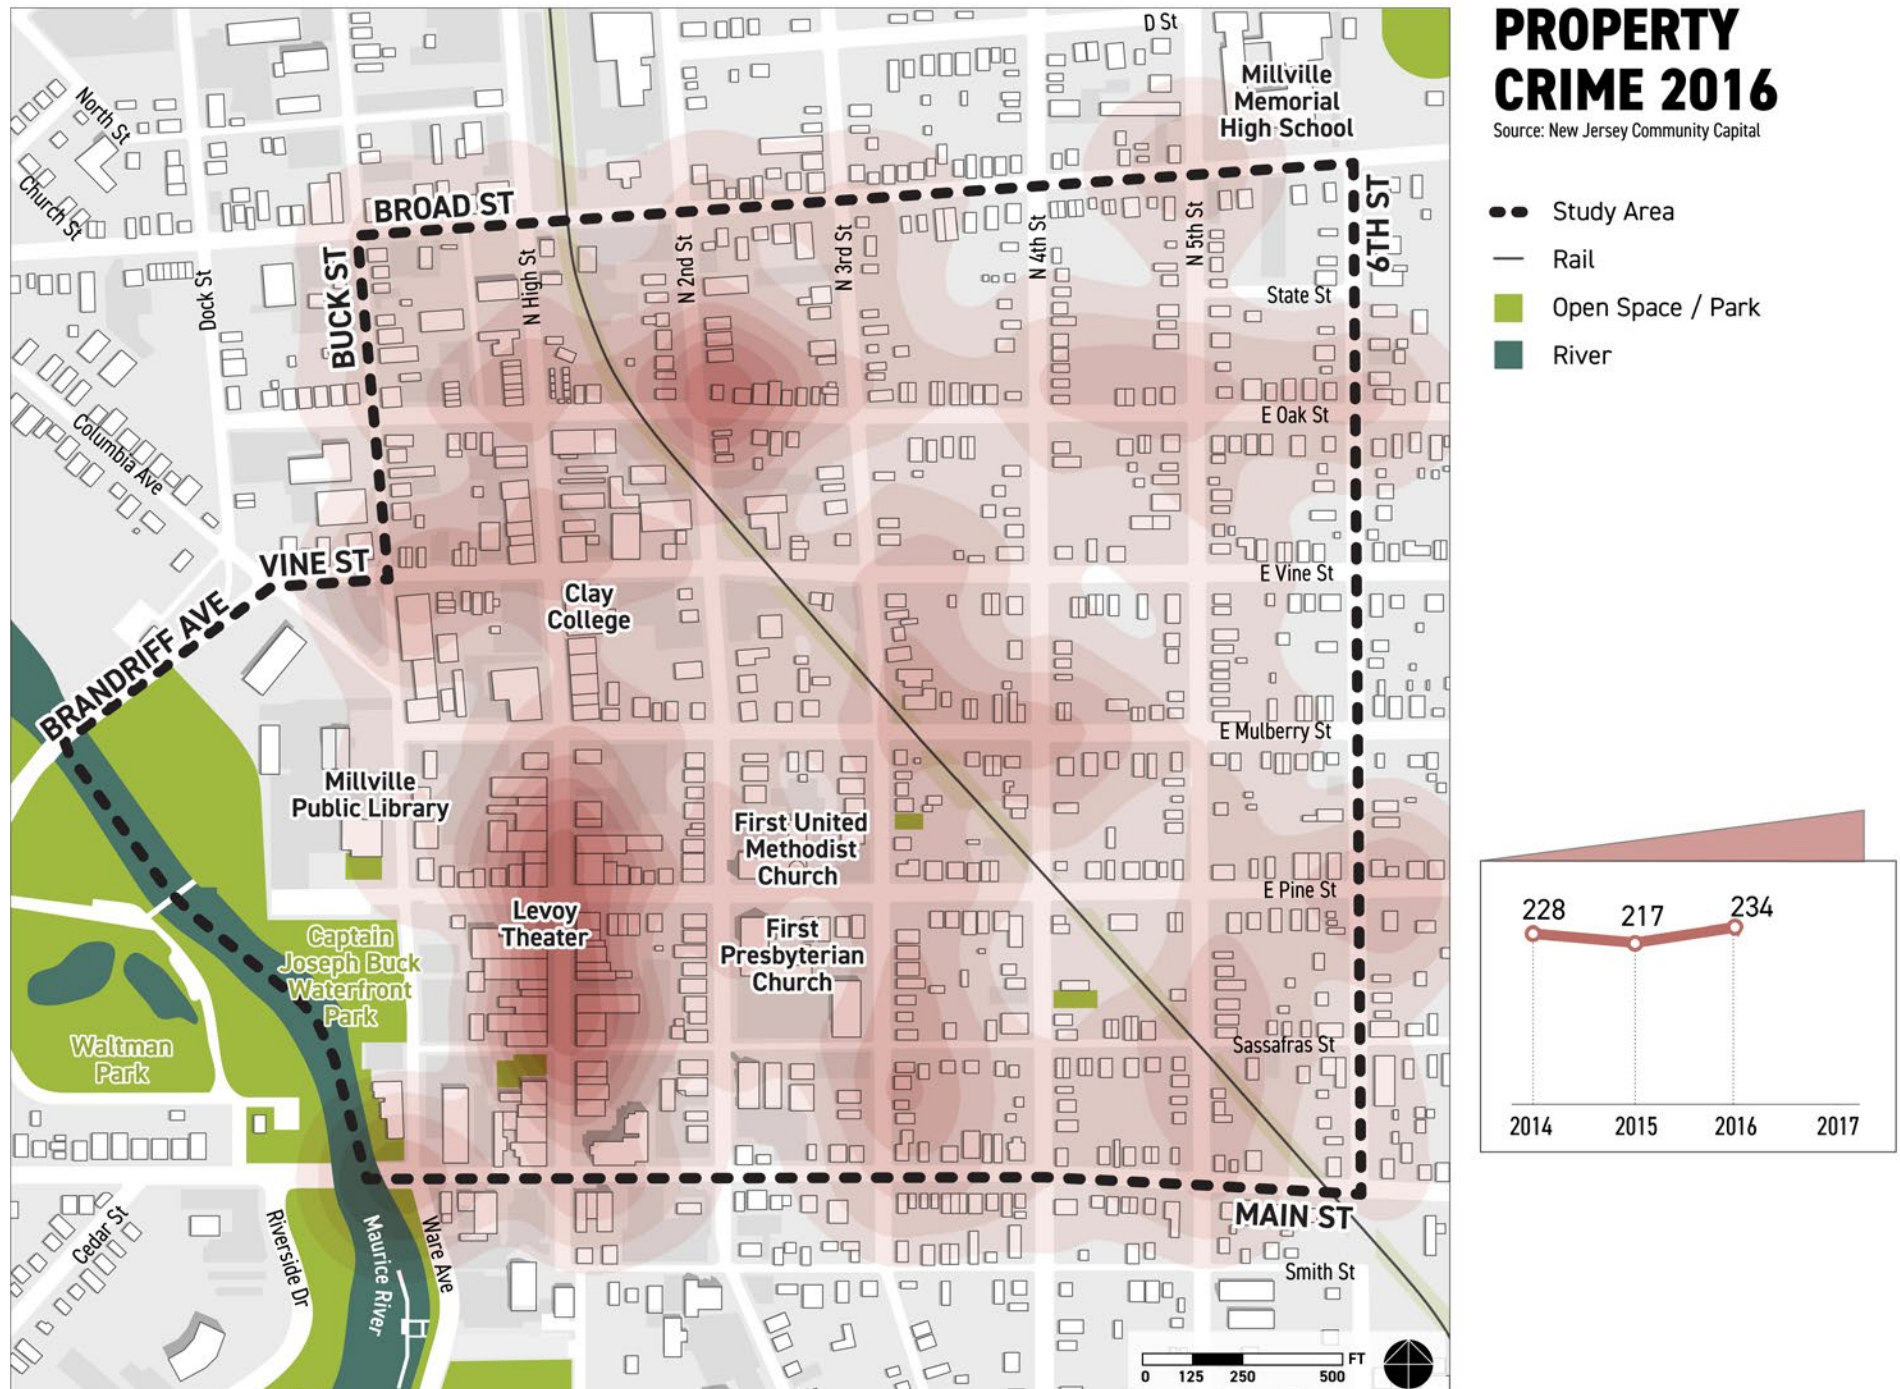 PROPERTY
CRIME 2016
Source: New Jersey Community Capital
Study Area
Rail
Open Space / Park
River
D St
Millville
Memorial
High School
North St
Church St
BROAD ST
BUCK ST
6TH ST
Dock St
N High St
N 2nd St
N 3rd St
N 4th St
N 5th St
State St
E Oak St
Columbia Ave
VINE ST
E Vine St
BRANDRIFF AVE
Clay
College
E Mulberry St
Millville
Public Library
First United
Methodist
Church
E Pine St
Levoy
Theater
First
Presbyterian
Church
Captain
Joseph Buck
Waterfront
Park
Waltman
Park
Sassafras St
MAIN ST
Cedar St
Riverside Dr
Maurice River
Ware Ave
Smith St
0 125 250 500 FT
228
217
234
2014 2015 2016 2017